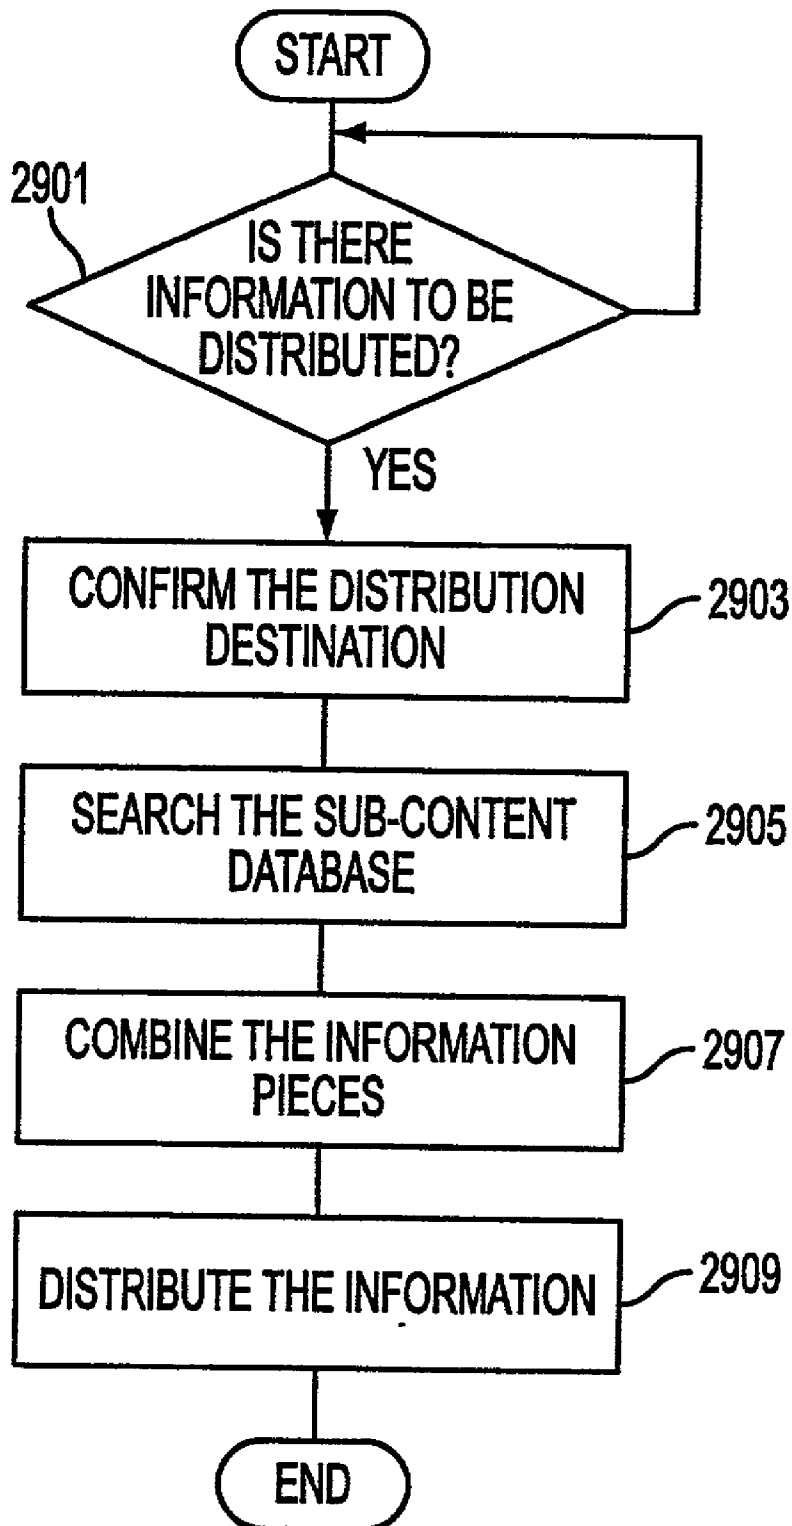 START
2901
IS THERE
INFORMATION TO BE
DISTRIBUTED?
YES
CONFIRM THE DISTRIBUTION
DESTINATION
2903
SEARCH THE SUB-CONTENT
DATABASE
2905
COMBINE THE INFORMATION
PIECES
2907
DISTRIBUTE THE INFORMATION
2909
END